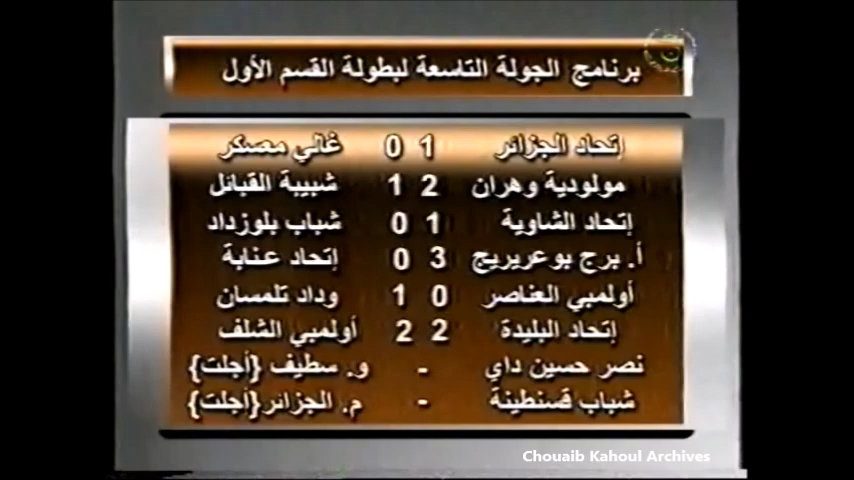 برنامج الجولة التاسعة لبطولة القسم الأول
إتحاد الجزائر 1 0 غالي معسكر
مولودية وهران 2 1 شبيبة القبائل
إتحاد الشاوية 1 0 شباب بلوزداد
أ. برج بوعريريج 3 0 إتحاد عنابة
أولمبي العناصر 0 1 وداد تلمسان
إتحاد البليدة 2 2 أولمبي الشلف
نصر حسين داي - و. سطيف {أجلت}
شباب قسنطينة - م. الجزائر{أجلت}
Chouaib Kahoul Archives